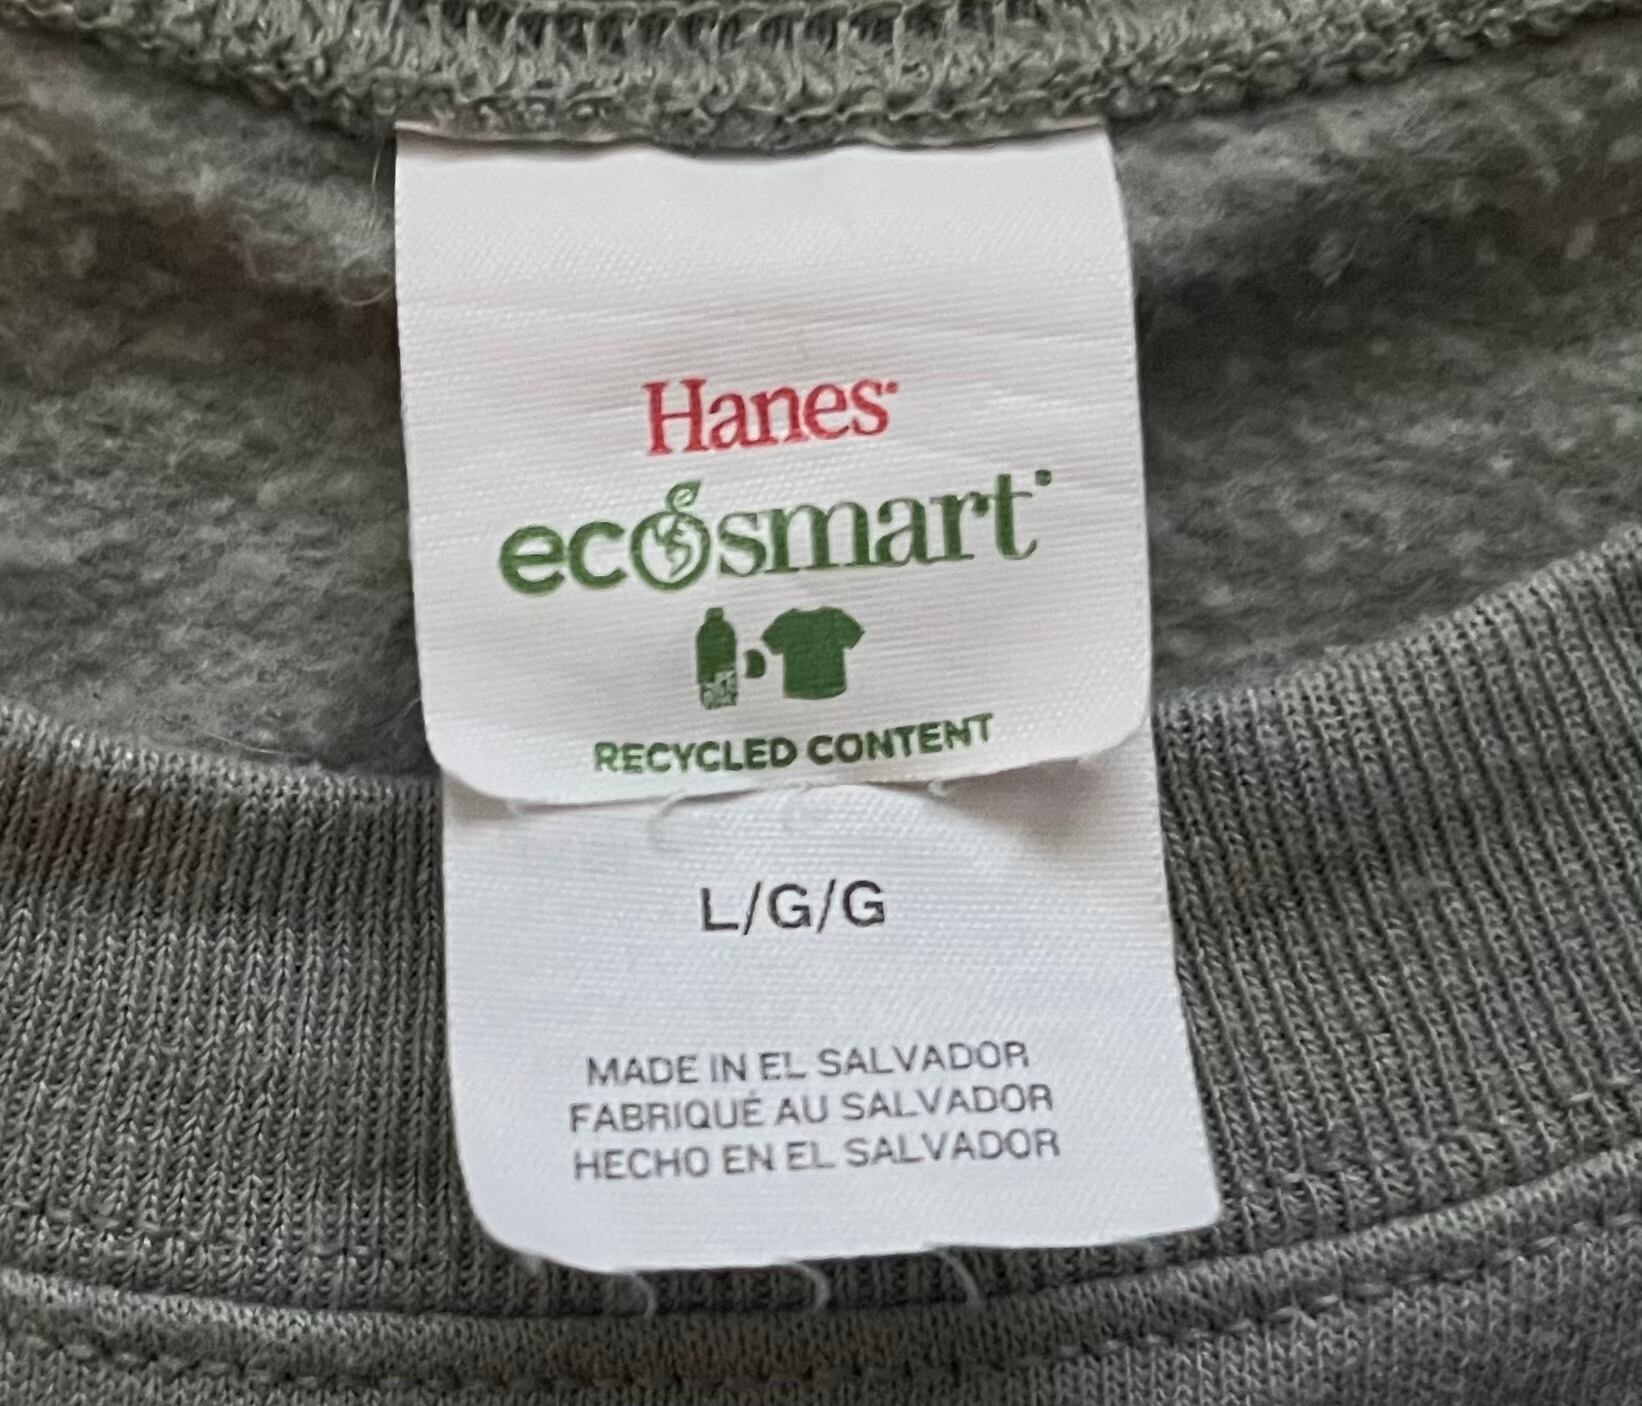 Hanes
ecosmart
RECYCLED CONTENT
L/G/G
MADE IN EL SALVADOR
FABRIQUÉ AU SALVADOR
HECHO EN EL SALVADOR